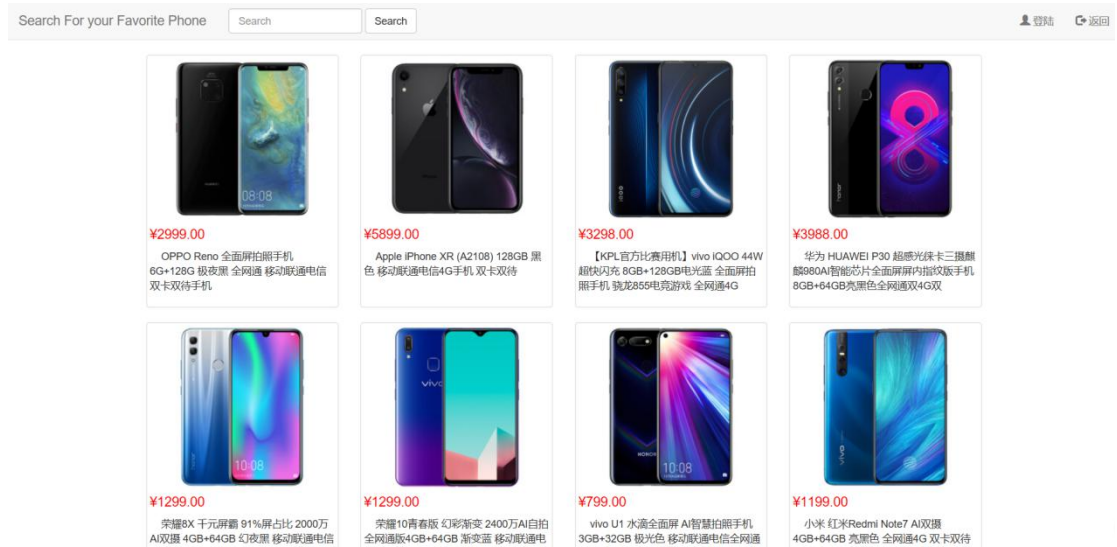 Search For your Favorite Phone Search Search 登陆 返回
08:08
¥2999.00
OPPO Reno 全面屏拍照手机
6G+128G 极夜黑 全网通 移动联通电信
双卡双待手机
¥5899.00
Apple iPhone XR (A2108) 128GB 黑
色 移动联通电信4G手机 双卡双待
iQOO
¥3298.00
【KPL官方比赛用机】vivo iQOO 44W
超快闪充 8GB+128GB电光蓝 全面屏拍
照手机 骁龙855电竞游戏 全网通4G
honor
¥3988.00
华为 HUAWEI P30 超感光徕卡三摄麒
麟980AI智能芯片全面屏屏内指纹版手机
8GB+64GB亮黑色全网通双4G双
10:08
¥1299.00
荣耀8X 千元屏霸 91%屏占比 2000万
AI双摄 4GB+64GB 幻夜黑 移动联通电信
vivo
¥1299.00
荣耀10青春版 幻彩渐变 2400万AI自拍
全网通版4GB+64GB 渐变蓝 移动联通电
HONOR
10:08
¥799.00
vivo U1 水滴全面屏 AI智慧拍照手机
3GB+32GB 极光色 移动联通电信全网通
vivo
¥1199.00
小米 红米Redmi Note7 AI双摄
4GB+64GB 亮黑色 全网通4G 双卡双待